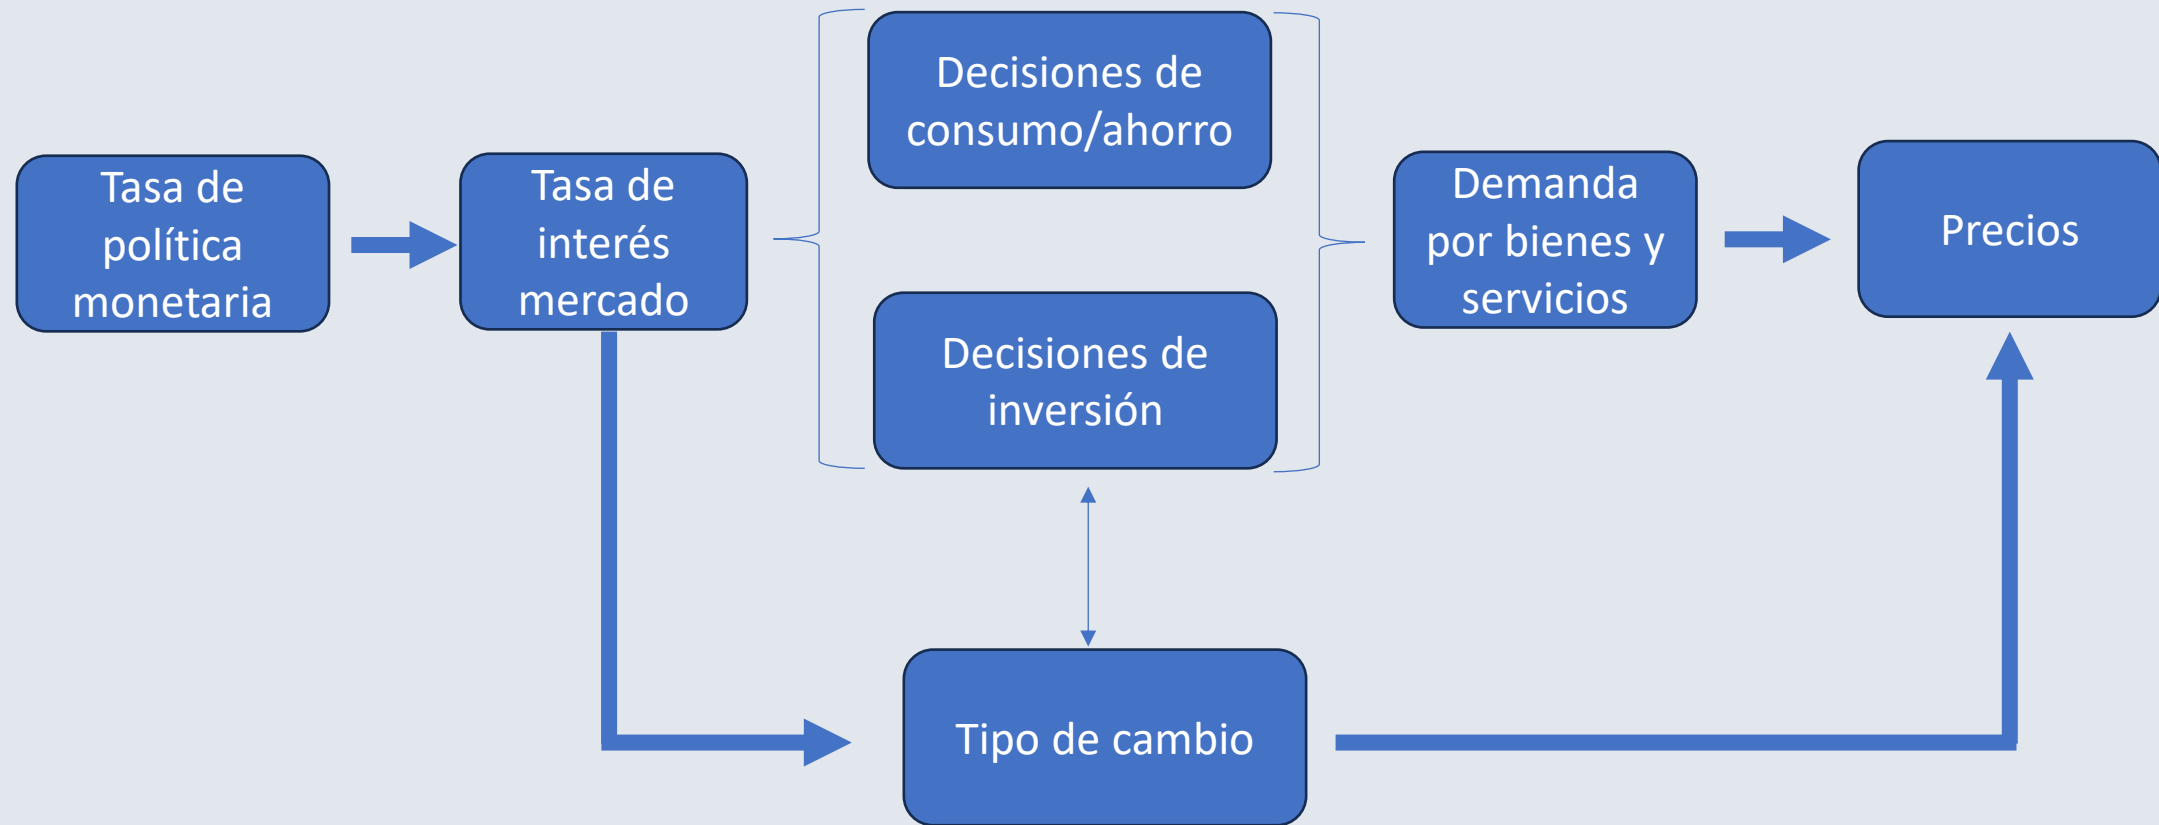 Tasa de
política
monetaria
Tasa de
interés
mercado
Decisiones de
consumo/ahorro
Decisiones de
inversión
Demanda
por bienes y
servicios
Precios
Tipo de cambio